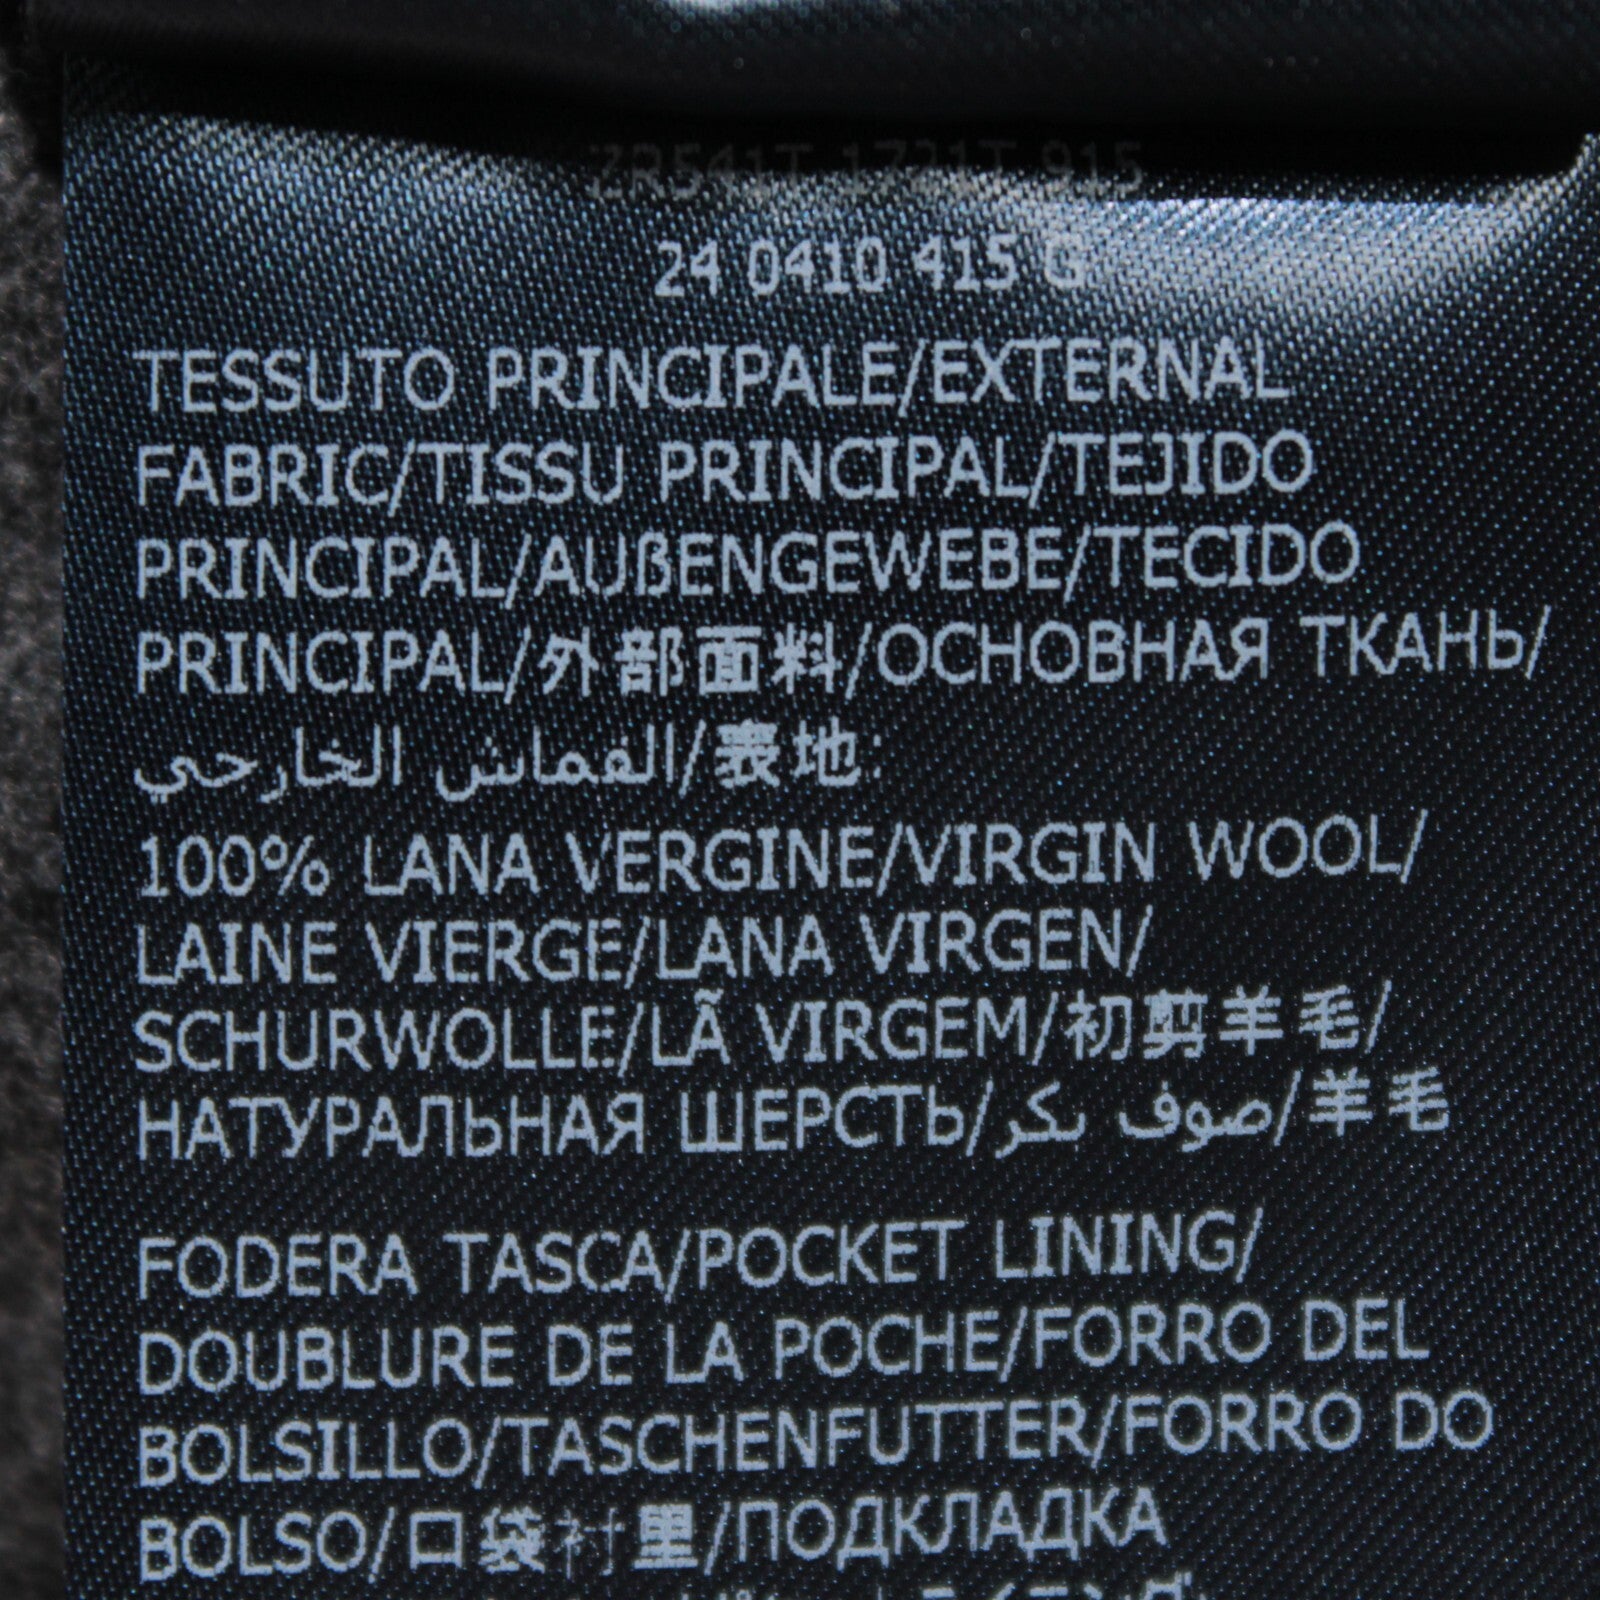 ZR541T 1721T 915
24 0410 415 G
TESSUTO PRINCIPALE/EXTERNAL
FABRIC/TISSU PRINCIPAL/TEJIDO
PRINCIPAL/AUßENGEWEBE/TECIDO
PRINCIPAL/外部面料/ОСНОВНАЯ ТКАНЬ/
القماش الخارجي/表地:
100% LANA VERGINE/VIRGIN WOOL/
LAINE VIERGE/LANA VIRGEN/
SCHURWOLLE/LÃ VIRGEM/初剪羊毛/
НАТУРАЛЬНАЯ ШЕРСТЬ/صوف بكر/羊毛
FODERA TASCA/POCKET LINING/
DOUBLURE DE LA POCHE/FORRO DEL
BOLSILLO/TASCHENFUTTER/FORRO DO
BOLSO/口袋衬里/ПОДКЛАДКА